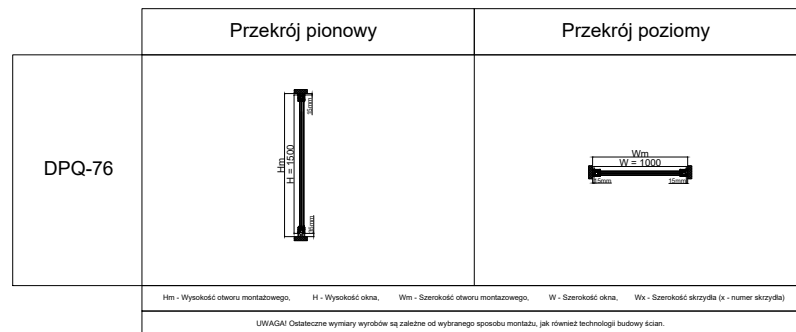 Przekrój pionowy
Przekrój poziomy
DPQ-76
Hm
H = 1500
15mm
Wm
W = 1000
15mm
15mm
Hm - Wysokość otworu montażowego, H - Wysokość okna, Wm - Szerokość otworu montazowego, W - Szerokość okna, Wx - Szerokość skrzydła (x - numer skrzydła)
UWAGA! Ostateczne wymiary wyrobów są zależne od wybranego sposobu montażu, jak również technologii budowy ścian.